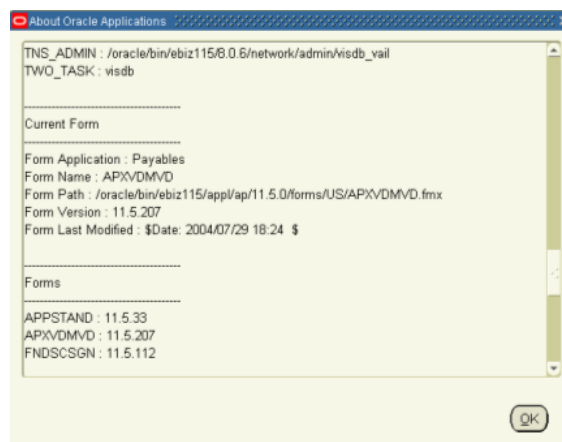 About Oracle Applications
TNS_ADMIN : /oracle/bin/ebiz115/8.0.6/network/admin/visdb_vail
TWO_TASK : visdb
----------------------------------------
Current Form
----------------------------------------
Form Application : Payables
Form Name : APXVDMVD
Form Path : /oracle/bin/ebiz115/appl/ap/11.5.0/forms/US/APXVDMVD.fmx
Form Version : 11.5.207
Form Last Modified : $Date: 2004/07/29 18:24  $
----------------------------------------
Forms
----------------------------------------
APPSTAND : 11.5.33
APXVDMVD : 11.5.207
FNDSCSGN : 11.5.112
OK